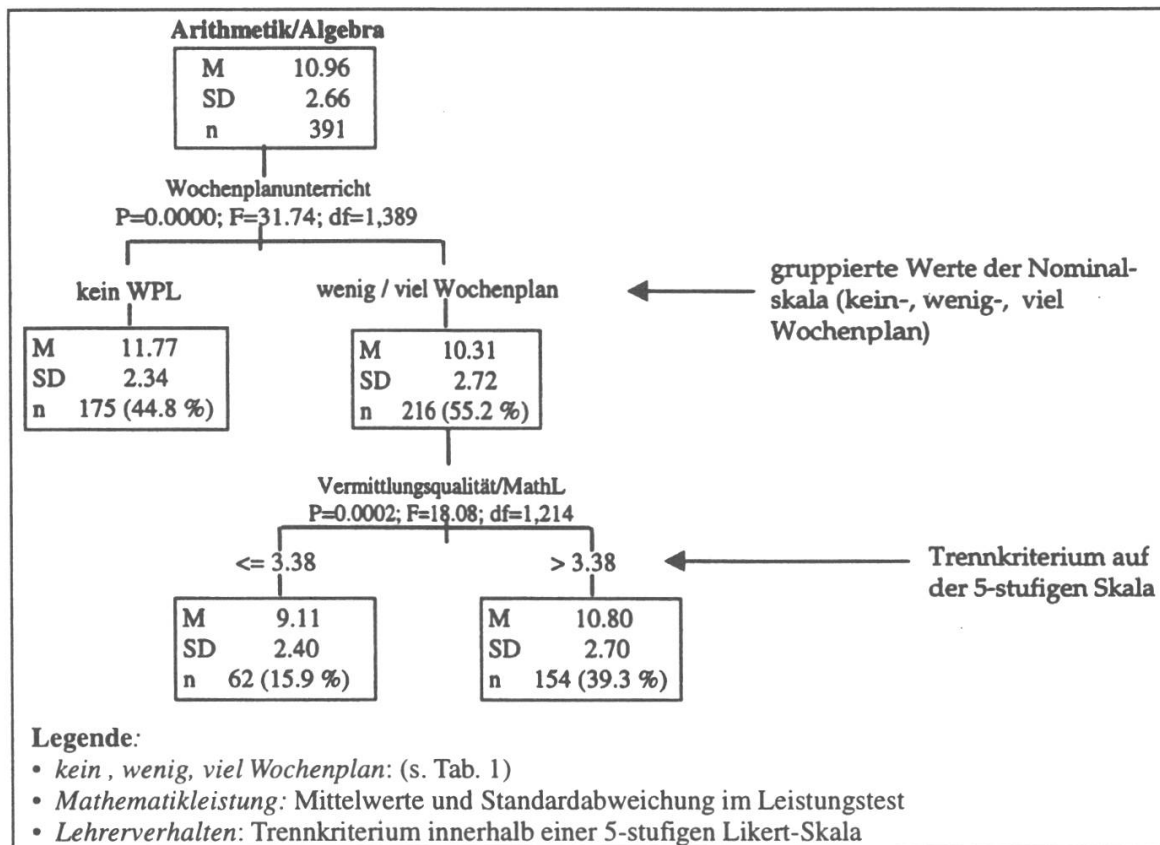 Arithmetik/Algebra
M 10.96
SD 2.66
n 391
Wochenplanunterricht
P=0.0000; F=31.74; df=1,389
kein WPL
wenig / viel Wochenplan
gruppierte Werte der Nominal-
skala (kein-, wenig-, viel
Wochenplan)
M 11.77
SD 2.34
n 175 (44.8 %)
M 10.31
SD 2.72
n 216 (55.2 %)
Vermittlungsqualität/MathL
P=0.0002; F=18.08; df=1,214
<= 3.38
> 3.38
Trennkriterium auf
der 5-stufigen Skala
M 9.11
SD 2.40
n 62 (15.9 %)
M 10.80
SD 2.70
n 154 (39.3 %)
Legende:
• kein , wenig, viel Wochenplan: (s. Tab. 1)
• Mathematikleistung: Mittelwerte und Standardabweichung im Leistungstest
• Lehrerverhalten: Trennkriterium innerhalb einer 5-stufigen Likert-Skala